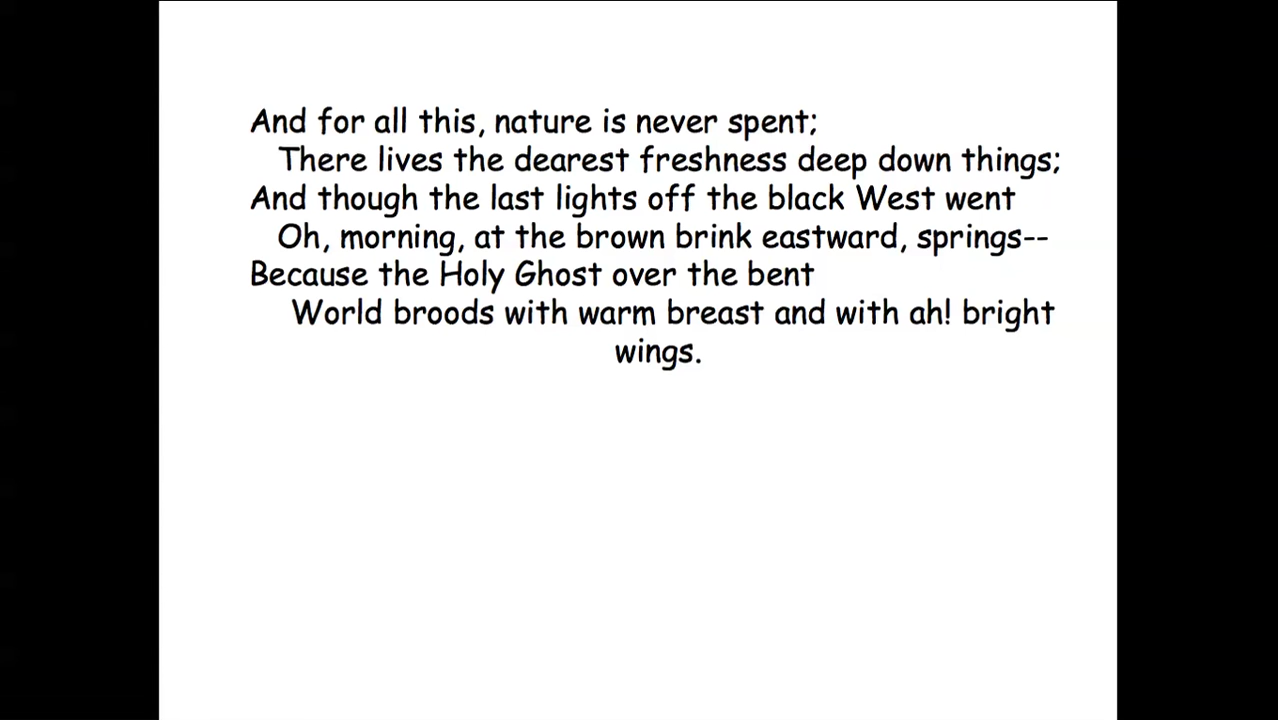 And for all this, nature is never spent;
There lives the dearest freshness deep down things;
And though the last lights off the black West went
Oh, morning, at the brown brink eastward, springs--
Because the Holy Ghost over the bent
World broods with warm breast and with ah! bright
wings.